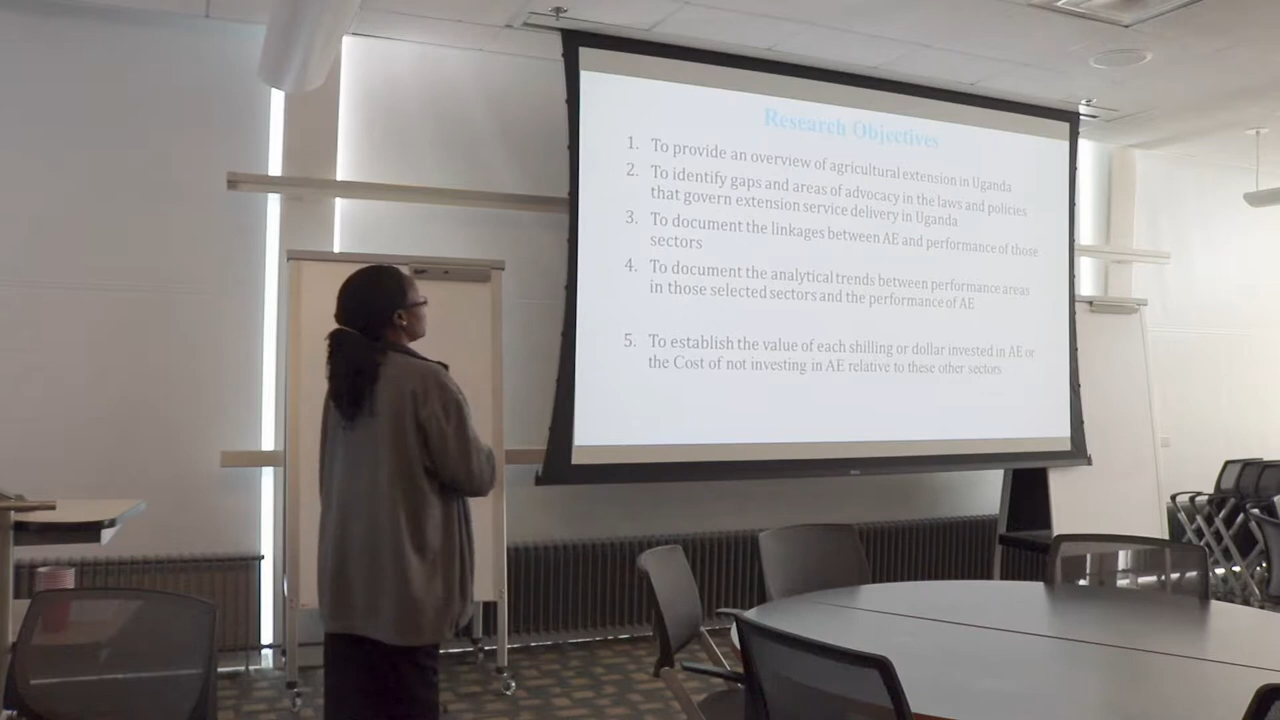 Research Objectives
1. To provide an overview of agricultural extension in Uganda
2. To identify gaps and areas of advocacy in the laws and policies
that govern extension service delivery in Uganda
3. To document the linkages between AE and performance of those
sectors
4. To document the analytical trends between performance areas
in those selected sectors and the performance of AE
5. To establish the value of each shilling or dollar invested in AE or
the Cost of not investing in AE relative to these other sectors